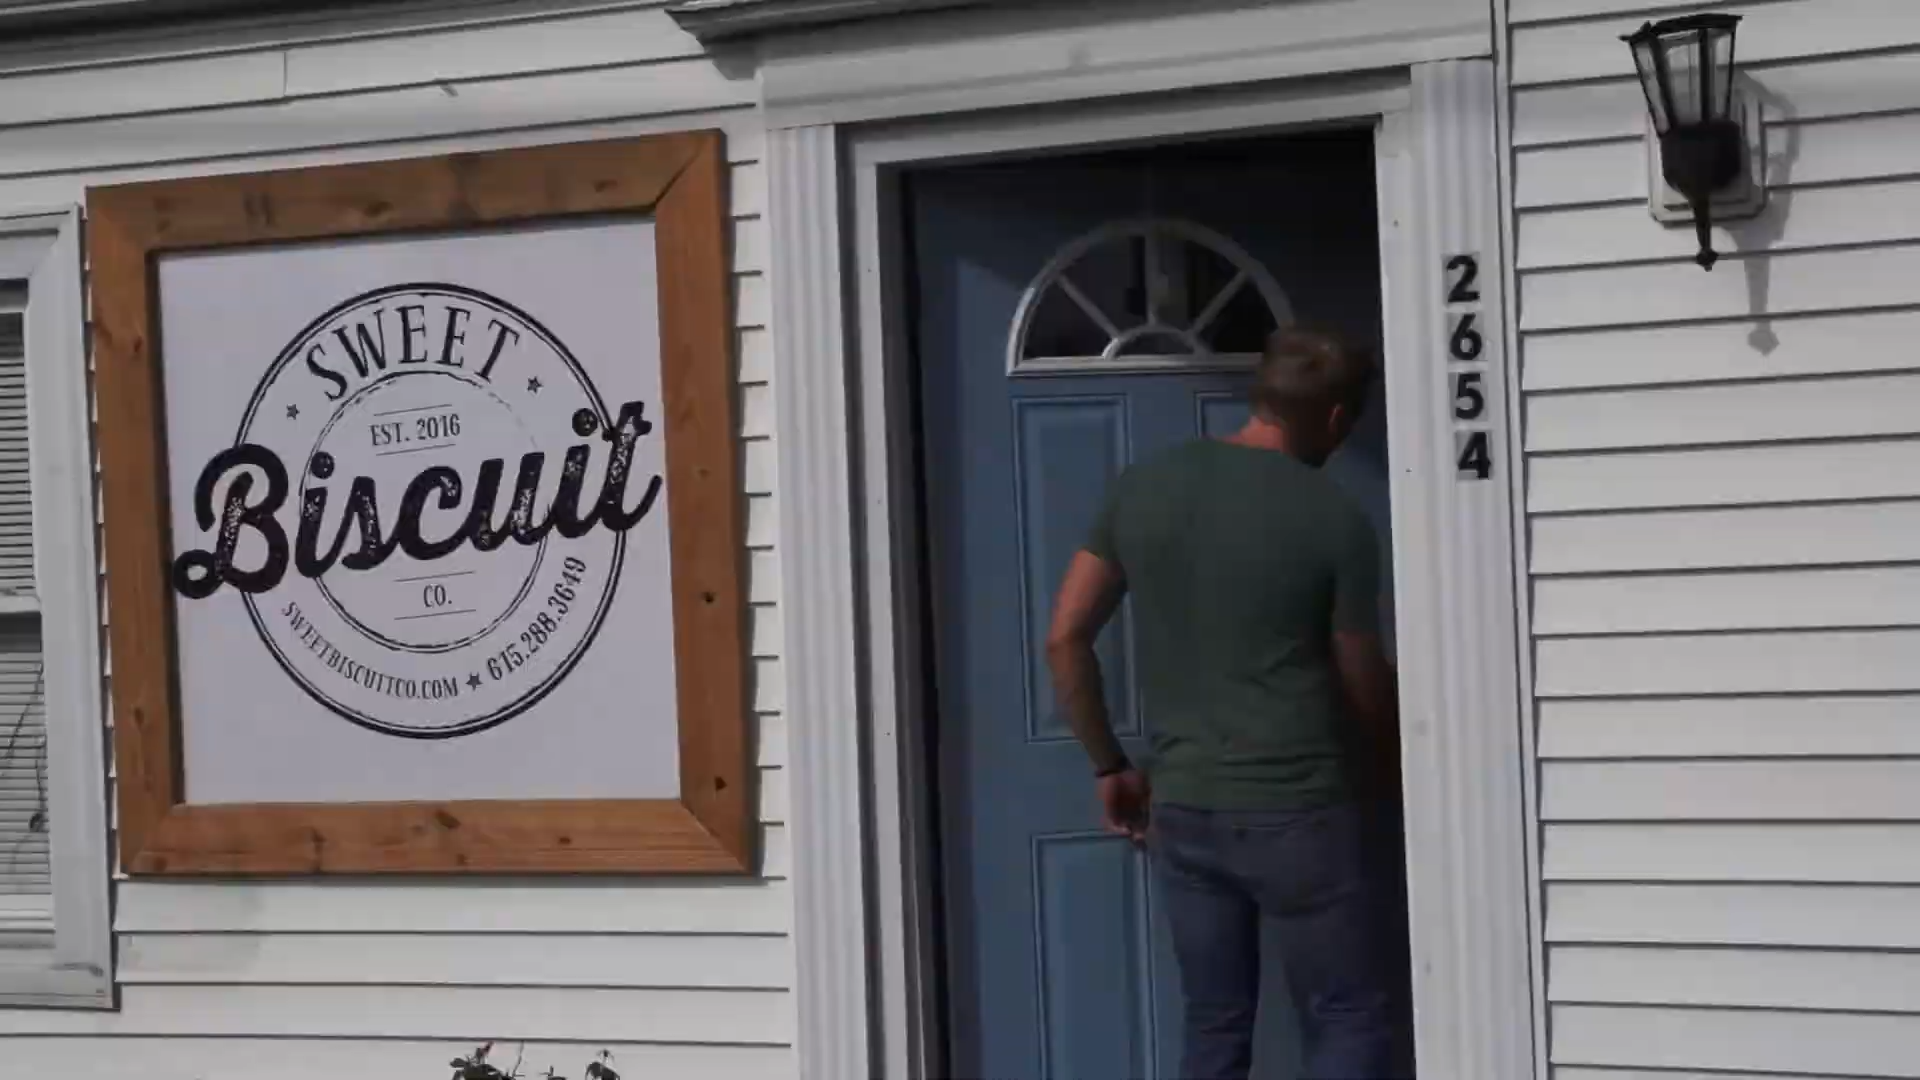 SWEET
EST. 2016
Biscuit
CO.
SWEETBISCUITCO.COM ★ 615.288.3649
2
6
5
4